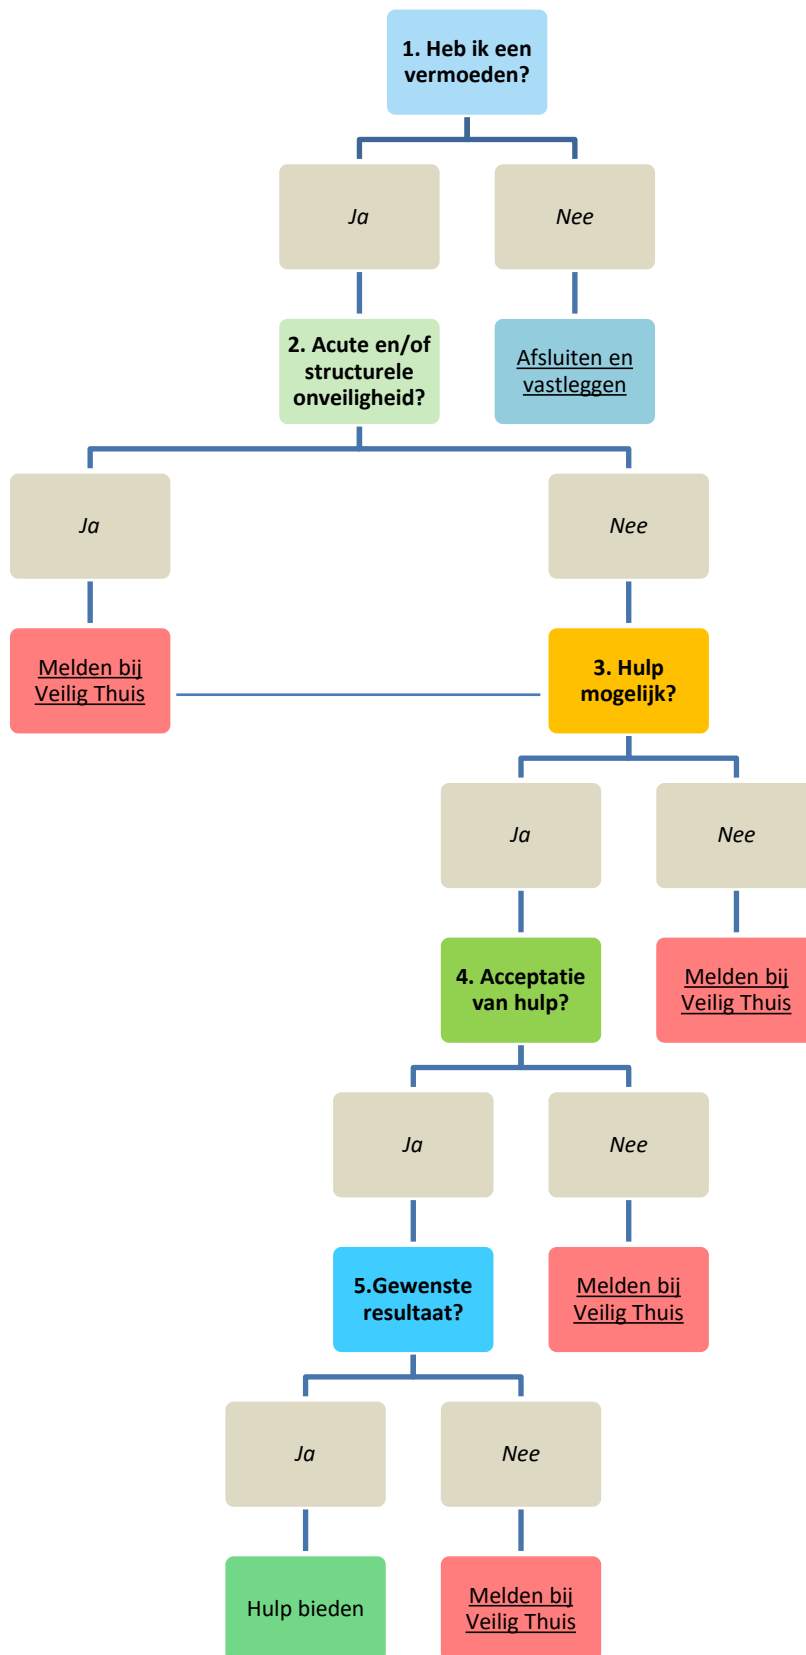 1. Heb ik een
vermoeden?
Ja
Nee
2. Acute en/of
structurele
onveiligheid?
Afsluiten en
vastleggen
Ja
Nee
Melden bij
Veilig Thuis
3. Hulp
mogelijk?
Ja
Nee
4. Acceptatie
van hulp?
Melden bij
Veilig Thuis
Ja
Nee
5.Gewenste
resultaat?
Melden bij
Veilig Thuis
Ja
Nee
Hulp bieden
Melden bij
Veilig Thuis